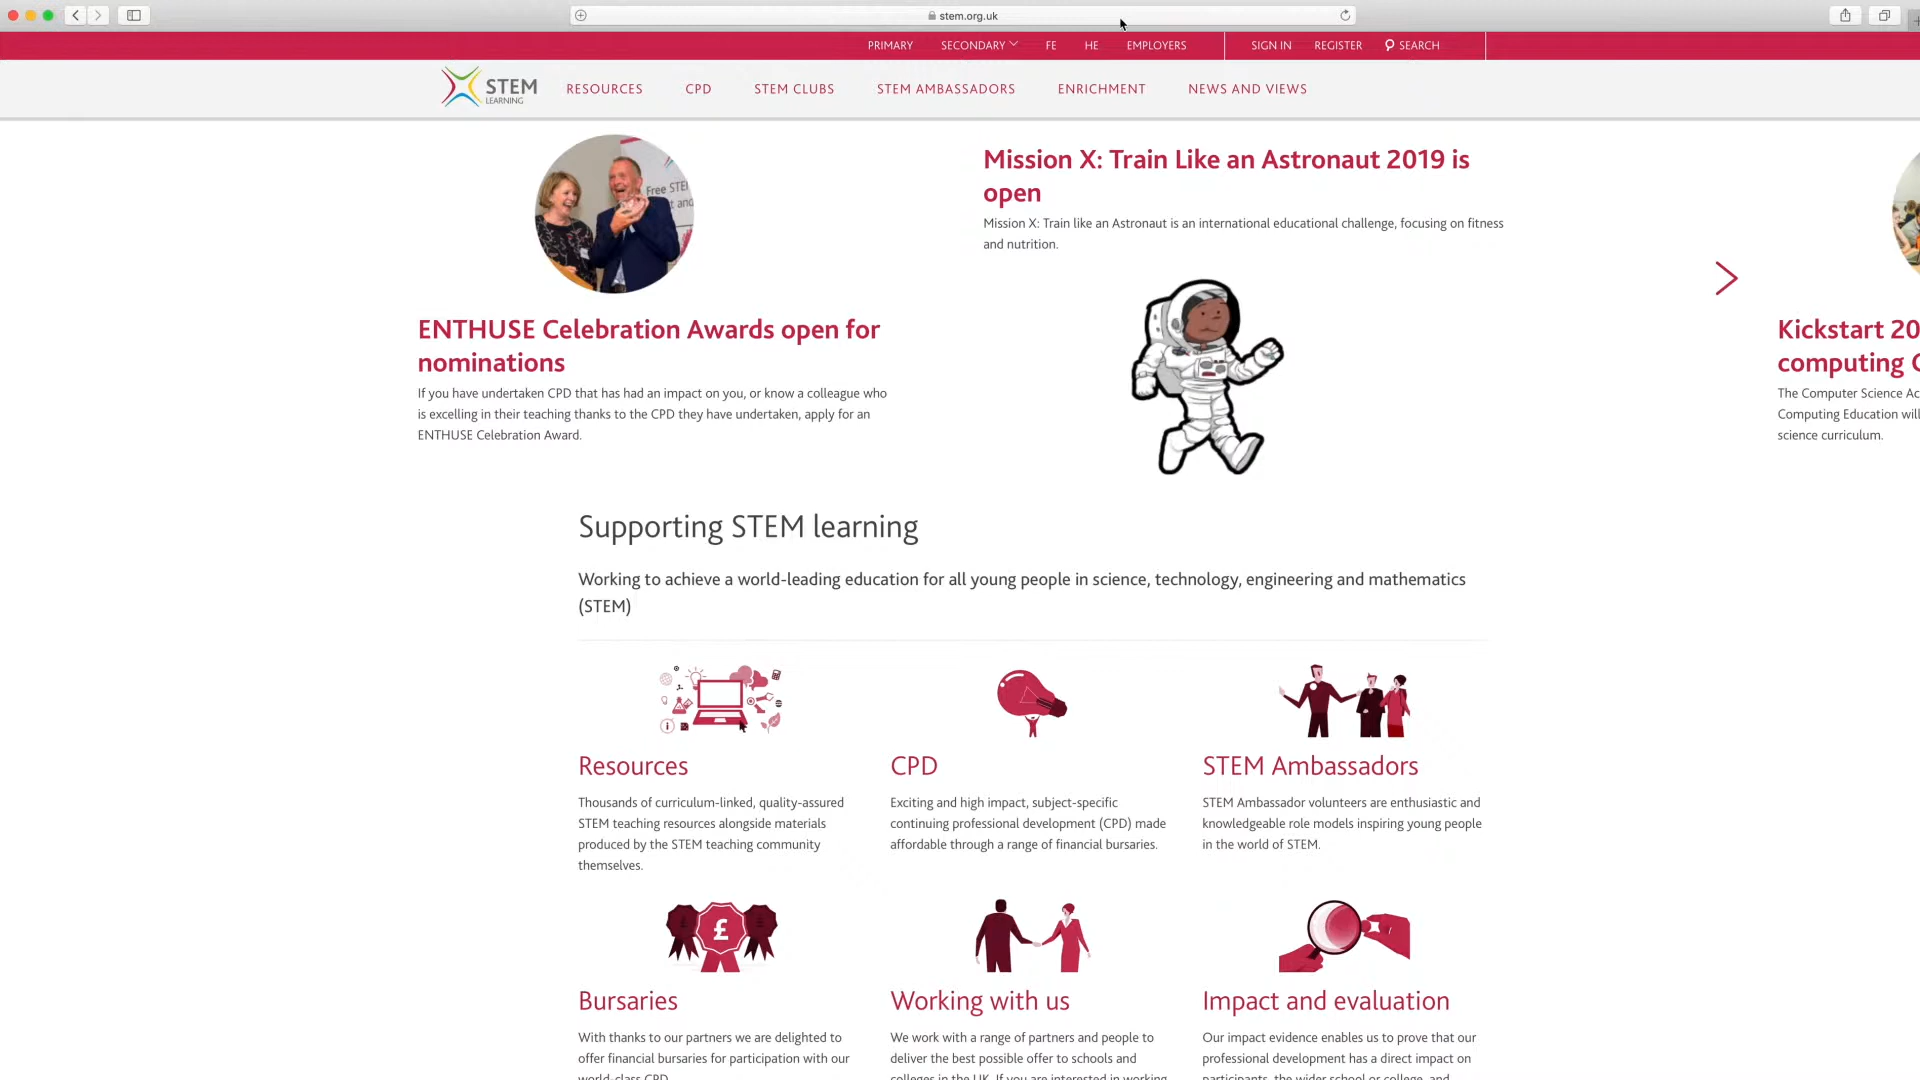 stem.org.uk
PRIMARY SECONDARY FE HE EMPLOYERS SIGN IN REGISTER SEARCH
STEM
LEARNING
RESOURCES CPD STEM CLUBS STEM AMBASSADORS ENRICHMENT NEWS AND VIEWS
Free STE
t and
ENTHUSE Celebration Awards open for
nominations
If you have undertaken CPD that has had an impact on you, or know a colleague who
is excelling in their teaching thanks to the CPD they have undertaken, apply for an
ENTHUSE Celebration Award.
Mission X: Train Like an Astronaut 2019 is
open
Mission X: Train like an Astronaut is an international educational challenge, focusing on fitness
and nutrition.
Kickstart 20
computing
The Computer Science Ac
Computing Education will
science curriculum.
Supporting STEM learning
Working to achieve a world-leading education for all young people in science, technology, engineering and mathematics
(STEM)
Resources
Thousands of curriculum-linked, quality-assured
STEM teaching resources alongside materials
produced by the STEM teaching community
themselves.
CPD
Exciting and high impact, subject-specific
continuing professional development (CPD) made
affordable through a range of financial bursaries.
STEM Ambassadors
STEM Ambassador volunteers are enthusiastic and
knowledgeable role models inspiring young people
in the world of STEM.
£
Bursaries
With thanks to our partners we are delighted to
offer financial bursaries for participation with our
world-class CPD
Working with us
We work with a range of partners and people to
deliver the best possible offer to schools and
colleges in the UK. If you are interested in working
Impact and evaluation
Our impact evidence enables us to prove that our
professional development has a direct impact on
participants, the wider school or college, and